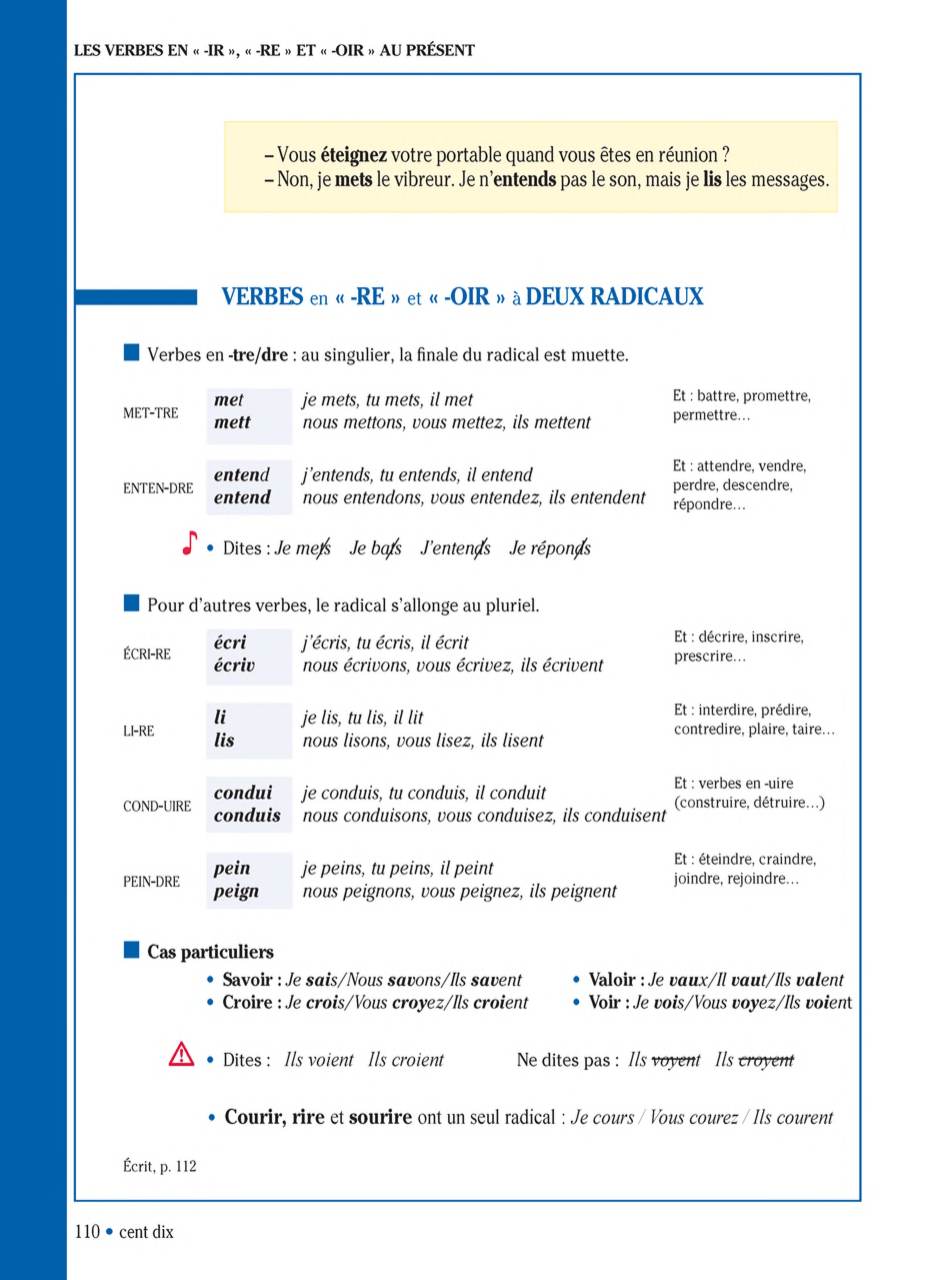 LES VERBES EN « -IR », « -RE » ET « -OIR » AU PRÉSENT
– Vous éteignez votre portable quand vous êtes en réunion ?
– Non, je mets le vibreur. Je n'entends pas le son, mais je lis les messages.
VERBES en « -RE » et « -OIR » à DEUX RADICAUX
Verbes en -tre/dre : au singulier, la finale du radical est muette.
MET-TRE
met
mett
je mets, tu mets, il met
nous mettons, vous mettez, ils mettent
Et : battre, promettre,
permettre…
ENTEN-DRE
entend
entend
j'entends, tu entends, il entend
nous entendons, vous entendez, ils entendent
Et : attendre, vendre,
perdre, descendre,
répondre…
• Dites : Je mets Je bats J'entends Je réponds
Pour d'autres verbes, le radical s'allonge au pluriel.
ÉCRI-RE
écri
écriv
j'écris, tu écris, il écrit
nous écrivons, vous écrivez, ils écrivent
Et : décrire, inscrire,
prescrire…
LI-RE
li
lis
je lis, tu lis, il lit
nous lisons, vous lisez, ils lisent
Et : interdire, prédire,
contredire, plaire, taire…
COND-UIRE
condui
conduis
je conduis, tu conduis, il conduit
nous conduisons, vous conduisez, ils conduisent
Et : verbes en -uire
(construire, détruire…)
PEIN-DRE
pein
peign
je peins, tu peins, il peint
nous peignons, vous peignez, ils peignent
Et : éteindre, craindre,
joindre, rejoindre…
Cas particuliers
• Savoir : Je sais/Nous savons/Ils savent
• Valoir : Je vaux/Il vaut/Ils valent
• Croire : Je crois/Vous croyez/Ils croient
• Voir : Je vois/Vous voyez/Ils voient
• Dites : Ils voient Ils croient
Ne dites pas : Ils voyent Ils croyent
• Courir, rire et sourire ont un seul radical : Je cours / Vous courez / Ils courent
Écrit, p. 112
110 • cent dix